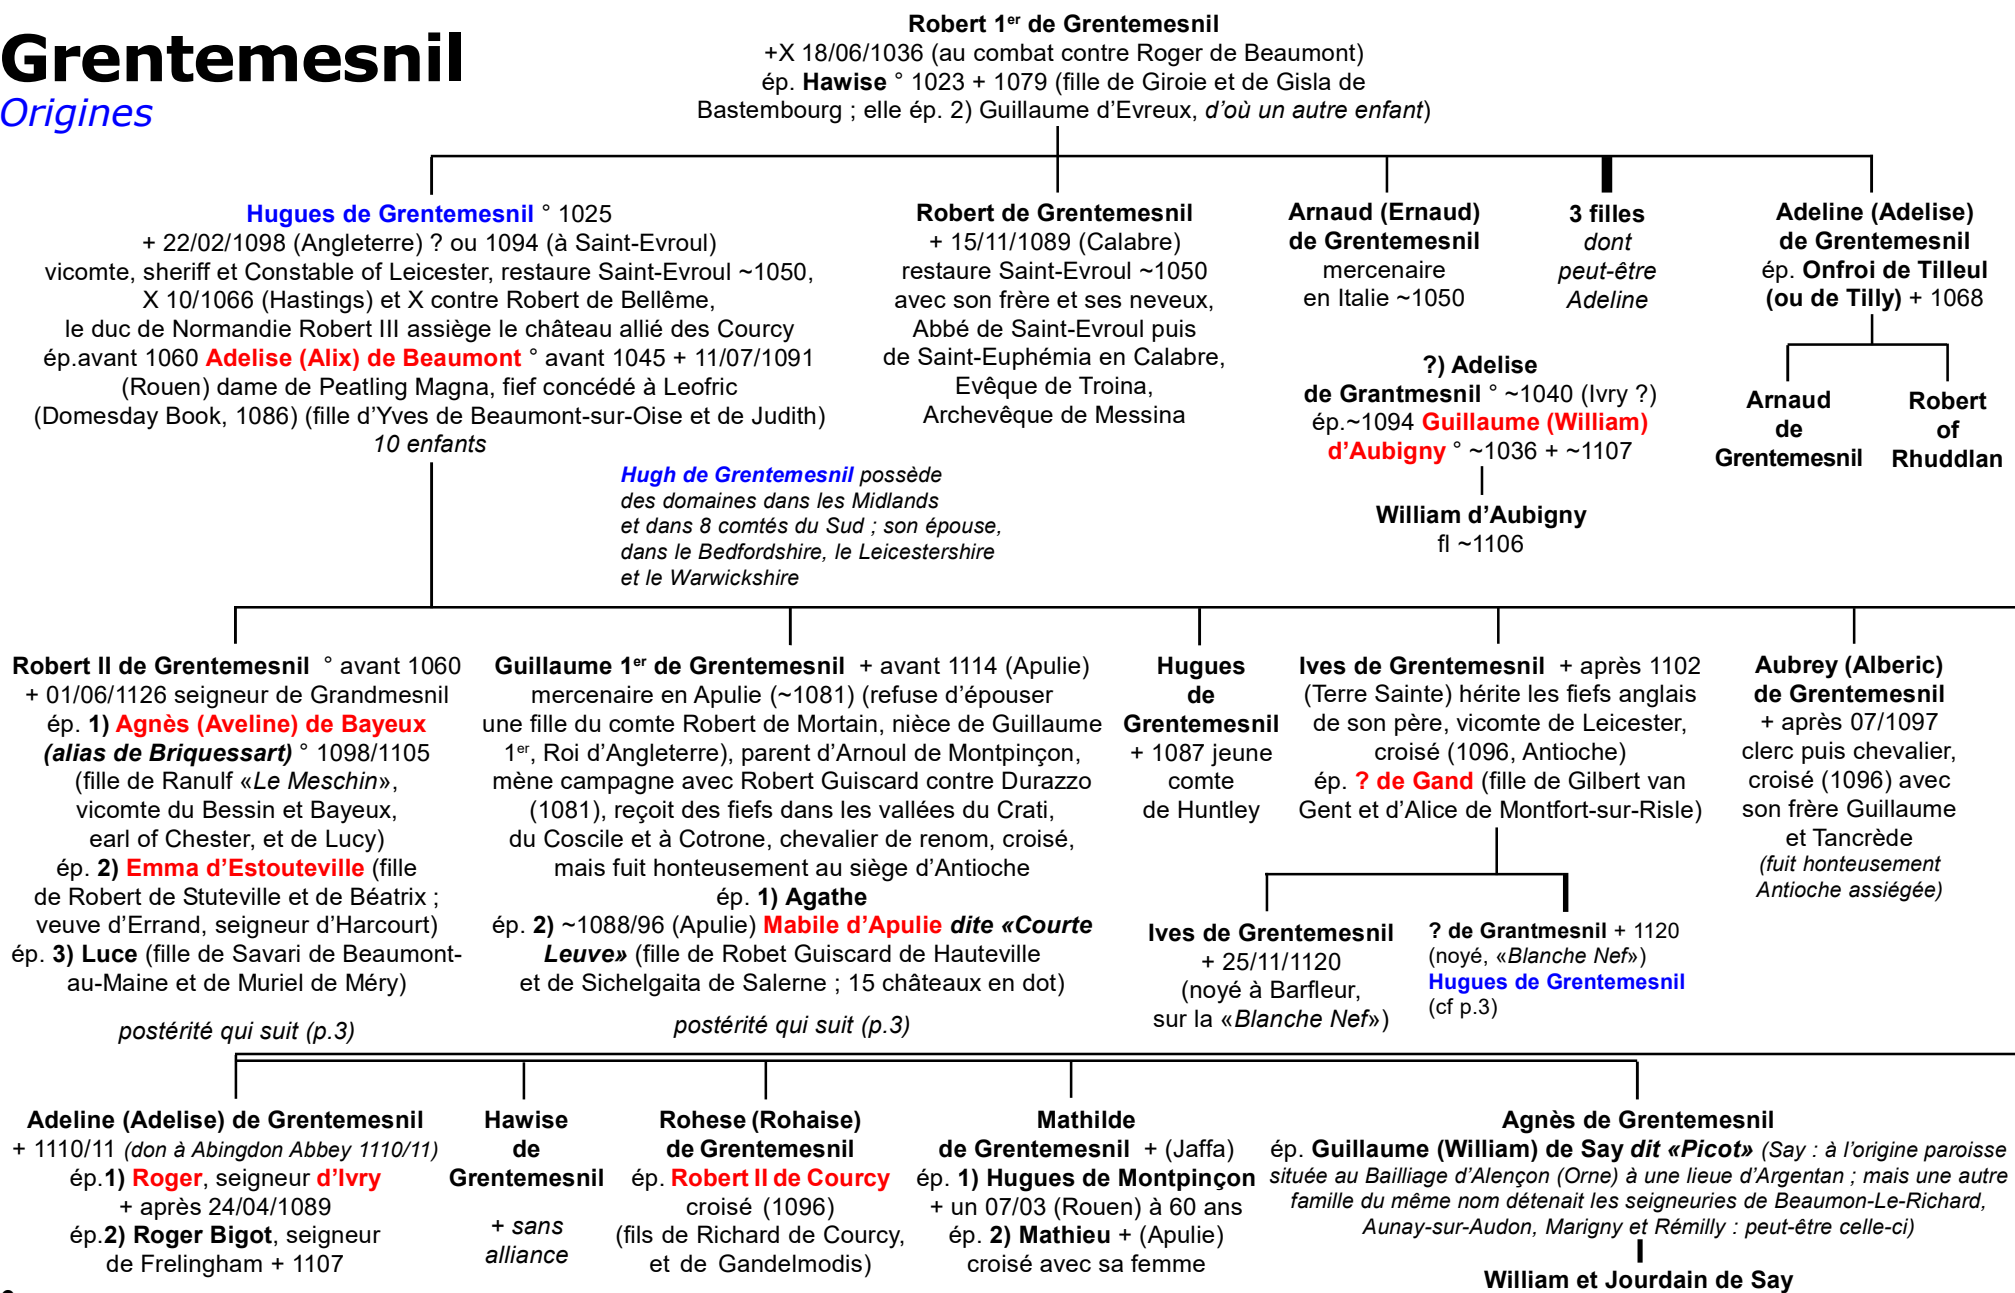 Grentemesnil
Origines
Robert 1er de Grentemesnil
+X 18/06/1036 (au combat contre Roger de Beaumont)
ép. Hawise ° 1023 + 1079 (fille de Giroie et de Gisla de
Bastembourg ; elle ép. 2) Guillaume d'Evreux, d'où un autre enfant)
Hugues de Grentemesnil ° 1025
+ 22/02/1098 (Angleterre) ? ou 1094 (à Saint-Evroul)
vicomte, sheriff et Constable of Leicester, restaure Saint-Evroul ~1050,
X 10/1066 (Hastings) et X contre Robert de Bellême,
le duc de Normandie Robert III assiège le château allié des Courcy
ép.avant 1060 Adelise (Alix) de Beaumont ° avant 1045 + 11/07/1091
(Rouen) dame de Peatling Magna, fief concédé à Leofric
(Domesday Book, 1086) (fille d'Yves de Beaumont-sur-Oise et de Judith)
10 enfants
Robert de Grentemesnil
+ 15/11/1089 (Calabre)
restaure Saint-Evroul ~1050
avec son frère et ses neveux,
Abbé de Saint-Evroul puis
de Saint-Euphémia en Calabre,
Evêque de Troina,
Archevêque de Messina
Arnaud (Ernaud)
de Grentemesnil
mercenaire
en Italie ~1050
3 filles
dont
peut-être
Adeline
Adeline (Adelise)
de Grentemesnil
ép. Onfroi de Tilleul
(ou de Tilly) + 1068
?) Adelise
de Grantmesnil ° ~1040 (Ivry ?)
ép.~1094 Guillaume (William)
d'Aubigny ° ~1036 + ~1107
William d'Aubigny
fl ~1106
Arnaud
de
Grentemesnil
Robert
of
Rhuddlan
Hugh de Grentemesnil possède
des domaines dans les Midlands
et dans 8 comtés du Sud ; son épouse,
dans le Bedfordshire, le Leicestershire
et le Warwickshire
Robert II de Grentemesnil ° avant 1060
+ 01/06/1126 seigneur de Grandmesnil
ép. 1) Agnès (Aveline) de Bayeux
(alias de Briquessart) ° 1098/1105
(fille de Ranulf «Le Meschin»,
vicomte du Bessin et Bayeux,
earl of Chester, et de Lucy)
ép. 2) Emma d'Estouteville (fille
de Robert de Stuteville et de Béatrix ;
veuve d'Errand, seigneur d'Harcourt)
ép. 3) Luce (fille de Savari de Beaumont-
au-Maine et de Muriel de Méry)
postérité qui suit (p.3)
Guillaume 1er de Grentemesnil + avant 1114 (Apulie)
mercenaire en Apulie (~1081) (refuse d'épouser
une fille du comte Robert de Mortain, nièce de Guillaume
1er, Roi d'Angleterre), parent d'Arnoul de Montpinçon,
mène campagne avec Robert Guiscard contre Durazzo
(1081), reçoit des fiefs dans les vallées du Crati,
du Coscile et à Cotrone, chevalier de renom, croisé,
mais fuit honteusement au siège d'Antioche
ép. 1) Agathe
ép. 2) ~1088/96 (Apulie) Mabile d'Apulie dite «Courte
Leuve» (fille de Robet Guiscard de Hauteville
et de Sichelgaita de Salerne ; 15 châteaux en dot)
postérité qui suit (p.3)
Hugues
de
Grentemesnil
+ 1087 jeune
comte
de Huntley
Ives de Grentemesnil + après 1102
(Terre Sainte) hérite les fiefs anglais
de son père, vicomte de Leicester,
croisé (1096, Antioche)
ép. ? de Gand (fille de Gilbert van
Gent et d'Alice de Montfort-sur-Risle)
Aubrey (Alberic)
de Grentemesnil
+ après 07/1097
clerc puis chevalier,
croisé (1096) avec
son frère Guillaume
et Tancrède
(fuit honteusement
Antioche assiégée)
Ives de Grentemesnil
+ 25/11/1120
(noyé à Barfleur,
sur la «Blanche Nef»)
? de Grantmesnil + 1120
(noyé, «Blanche Nef»)
Hugues de Grentemesnil
(cf p.3)
Adeline (Adelise) de Grentemesnil
+ 1110/11 (don à Abingdon Abbey 1110/11)
ép.1) Roger, seigneur d'Ivry
+ après 24/04/1089
ép.2) Roger Bigot, seigneur
de Frelingham + 1107
Hawise
de
Grentemesnil
+ sans
alliance
Rohese (Rohaise)
de Grentemesnil
ép. Robert II de Courcy
croisé (1096)
(fils de Richard de Courcy,
et de Gandelmodis)
Mathilde
de Grentemesnil + (Jaffa)
ép. 1) Hugues de Montpinçon
+ un 07/03 (Rouen) à 60 ans
ép. 2) Mathieu + (Apulie)
croisé avec sa femme
Agnès de Grentemesnil
ép. Guillaume (William) de Say dit «Picot» (Say : à l'origine paroisse
située au Bailliage d'Alençon (Orne) à une lieue d'Argentan ; mais une autre
famille du même nom détenait les seigneuries de Beaumon-Le-Richard,
Aunay-sur-Audon, Marigny et Rémilly : peut-être celle-ci)
William et Jourdain de Say